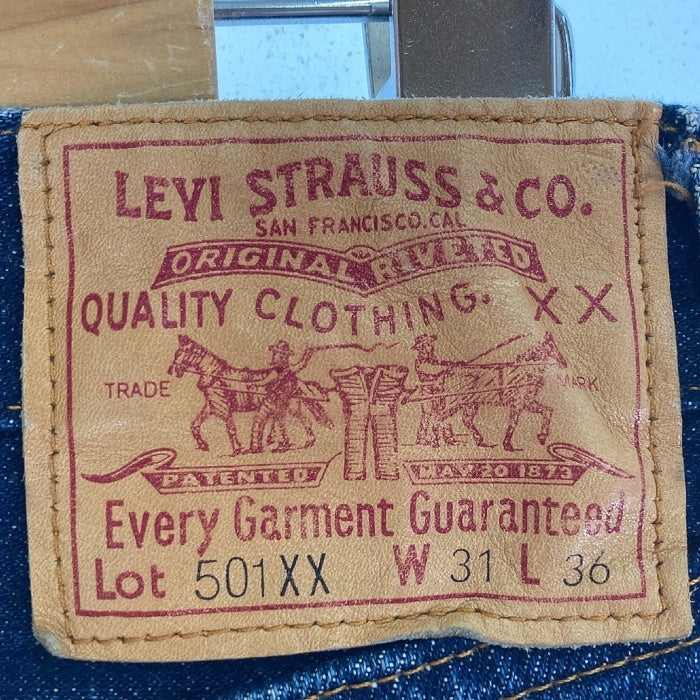 LEVI STRAUSS & CO.
SAN FRANCISCO, CAL
ORIGINAL RIVETED
QUALITY CLOTHING. XX
TRADE MARK
PATENTED MAY 20 1873
Every Garment Guaranteed
Lot 501XX W 31 L 36